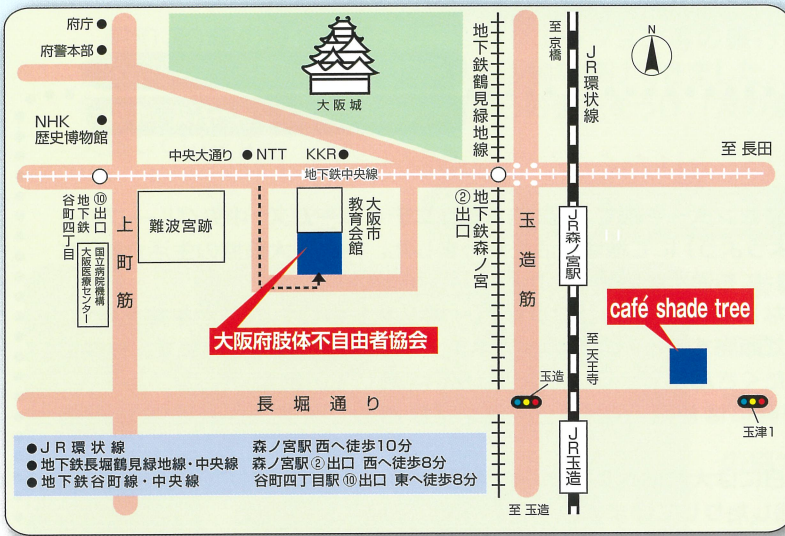 府庁
府警本部
大阪城
地下鉄鶴見緑地線
至 京橋
JR環状線
N
NHK
歴史博物館
中央大通り
NTT
KKR
地下鉄中央線
至 長田
⑩出口
地下鉄
谷町四丁目
国立病院機構
大阪医療センター
上町筋
難波宮跡
大阪市
教育会館
地下鉄森ノ宮
②出口
玉造筋
JR森ノ宮駅
café shade tree
大阪府肢体不自由者協会
至 天王寺
玉造
長堀通り
玉津1
JR玉造
至 玉造
●JR環状線 森ノ宮駅 西へ徒歩10分
●地下鉄長堀鶴見緑地線・中央線 森ノ宮駅②出口 西へ徒歩8分
●地下鉄谷町線・中央線 谷町四丁目駅⑩出口 東へ徒歩8分